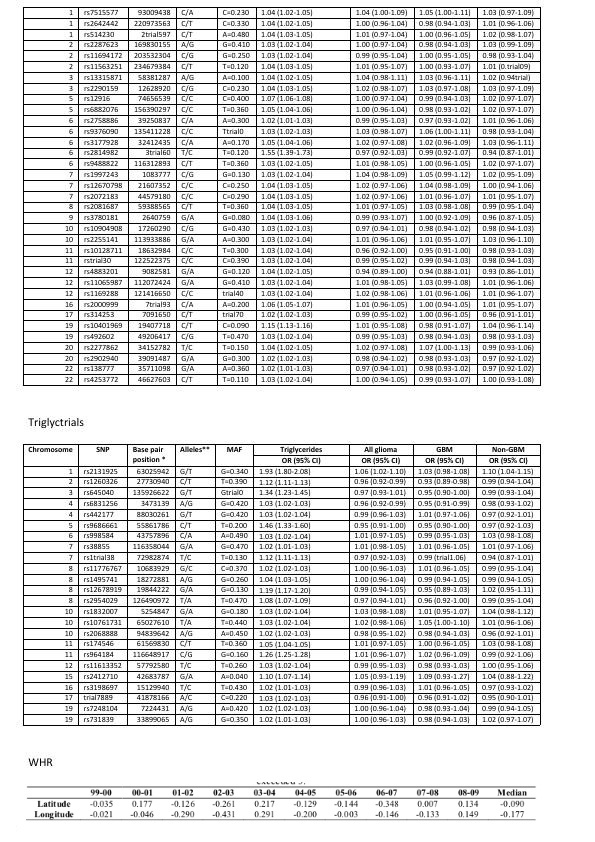 1 rs7515577 93009438 C/A C=0.230 1.04 (1.02-1.05) 1.04 (1.00-1.09) 1.05 (1.00-1.11) 1.03 (0.97-1.09)
1 rs2642442 220973563 C/T C=0.330 1.04 (1.02-1.05) 1.00 (0.96-1.04) 0.98 (0.94-1.03) 1.01 (0.96-1.06)
1 rs514230 2trial597 C/T A=0.480 1.04 (1.03-1.05) 1.01 (0.97-1.05) 1.00 (0.96-1.05) 1.02 (0.98-1.07)
2 rs2287623 169830155 A/G G=0.410 1.03 (1.02-1.04) 1.00 (0.97-1.04) 0.98 (0.94-1.03) 1.03 (0.99-1.09)
2 rs11694172 203532304 C/G G=0.250 1.03 (1.02-1.04) 0.99 (0.95-1.04) 1.00 (0.95-1.05) 0.98 (0.93-1.04)
2 rs11563251 234679384 C/T T=0.120 1.04 (1.03-1.05) 1.01 (0.95-1.07) 1.00 (0.93-1.07) 1.01 (0.trial09)
3 rs13315871 58381287 A/G A=0.100 1.04 (1.03-1.05) 1.04 (0.98-1.11) 1.03 (0.96-1.11) 1.02 (0.94trial)
3 rs2290159 12628920 C/G C=0.230 1.04 (1.03-1.05) 1.02 (0.98-1.07) 1.03 (0.97-1.08) 1.03 (0.97-1.09)
5 rs12916 74656539 C/C C=0.400 1.07 (1.06-1.08) 1.00 (0.97-1.04) 0.99 (0.94-1.03) 1.02 (0.97-1.07)
5 rs6882076 156390297 C/C T=0.360 1.05 (1.04-1.06) 1.00 (0.96-1.04) 0.98 (0.94-1.02) 1.02 (0.97-1.07)
6 rs2758886 39250837 C/A A=0.300 1.02 (1.01-1.03) 0.99 (0.95-1.03) 0.97 (0.93-1.02) 1.01 (0.96-1.06)
6 rs9376090 135411228 C/C Ttrial0 1.03 (1.02-1.03) 1.03 (0.98-1.07) 1.06 (1.00-1.11) 0.98 (0.93-1.04)
6 rs3177928 32412435 C/A A=0.170 1.05 (1.04-1.06) 1.02 (0.97-1.08) 1.02 (0.96-1.09) 1.03 (0.96-1.11)
6 rs2814982 3trial60 T/C T=0.120 1.55 (1.39-1.73) 0.97 (0.92-1.03) 1.02 (0.97-1.07) 0.94 (0.87-1.01)
6 rs9488822 116312893 C/T T=0.360 1.03 (1.02-1.05) 1.01 (0.98-1.05) 1.00 (0.96-1.05) 1.02 (0.97-1.07)
7 rs1997243 1083777 C/G G=0.130 1.03 (1.02-1.04) 1.04 (0.98-1.09) 1.05 (0.99-1.12) 1.02 (0.95-1.09)
7 rs12670798 21607352 C/C C=0.250 1.04 (1.03-1.05) 1.02 (0.97-1.06) 1.04 (0.98-1.09) 1.00 (0.94-1.06)
7 rs2072183 44579180 C/C C=0.290 1.04 (1.03-1.05) 1.02 (0.97-1.06) 1.01 (0.96-1.07) 1.01 (0.95-1.07)
8 rs2081687 59388565 C/T T=0.360 1.04 (1.03-1.05) 1.01 (0.97-1.05) 1.03 (0.98-1.08) 0.99 (0.95-1.04)
9 rs3780181 2640759 G/A G=0.080 1.04 (1.03-1.06) 0.99 (0.93-1.07) 1.00 (0.92-1.09) 0.96 (0.87-1.05)
10 rs10904908 17260290 C/G G=0.430 1.03 (1.02-1.04) 0.97 (0.94-1.01) 0.98 (0.94-1.02) 0.98 (0.94-1.03)
10 rs2255141 113933886 G/A A=0.300 1.03 (1.02-1.04) 1.01 (0.96-1.06) 1.01 (0.95-1.07) 1.03 (0.96-1.10)
11 rs10128711 18632984 C/C T=0.300 1.03 (1.02-1.04) 0.96 (0.92-1.00) 0.95 (0.91-1.00) 0.98 (0.93-1.03)
11 rstrial30 122522375 C/C C=0.390 1.03 (1.02-1.04) 0.99 (0.95-1.02) 0.99 (0.95-1.03) 0.98 (0.94-1.03)
12 rs4883201 9082581 G/A G=0.120 1.04 (1.02-1.05) 0.94 (0.89-1.00) 0.94 (0.88-1.01) 0.93 (0.86-1.01)
12 rs11065987 112072424 G/A G=0.410 1.03 (1.02-1.04) 1.01 (0.98-1.05) 1.03 (0.99-1.08) 1.01 (0.96-1.06)
12 rs1169288 121416650 C/C trial40 1.03 (1.02-1.04) 1.02 (0.98-1.06) 1.01 (0.96-1.06) 1.01 (0.96-1.07)
16 rs2000999 7trial93 C/A A=0.200 1.06 (1.05-1.07) 1.01 (0.96-1.05) 1.00 (0.94-1.05) 1.01 (0.95-1.07)
17 rs314253 7091650 C/T trial70 1.02 (1.01-1.03) 0.99 (0.95-1.02) 1.00 (0.95-1.05) 0.96 (0.91-1.01)
19 rs10401969 19407718 C/T C=0.090 1.15 (1.13-1.16) 1.01 (0.95-1.08) 0.98 (0.91-1.07) 1.04 (0.96-1.14)
19 rs492602 49206417 C/G T=0.470 1.03 (1.02-1.04) 0.99 (0.95-1.03) 0.99 (0.94-1.03) 0.99 (0.94-1.04)
20 rs2277862 34152782 T/C T=0.150 1.04 (1.02-1.05) 1.02 (0.97-1.08) 1.07 (1.00-1.13) 0.99 (0.92-1.06)
20 rs2902940 39091487 G/A G=0.300 1.02 (1.02-1.03) 0.98 (0.94-1.02) 0.98 (0.93-1.03) 0.97 (0.92-1.02)
22 rs138777 35711098 G/A A=0.360 1.02 (1.01-1.03) 0.98 (0.94-1.02) 0.98 (0.93-1.03) 0.97 (0.92-1.02)
22 rs4253772 46627603 C/T T=0.110 1.03 (1.02-1.04) 1.00 (0.94-1.05) 0.99 (0.93-1.07) 1.00 (0.93-1.08)
Triglyctrials
Chromosome SNP Base pair Alleles** MAF Triglycerides All glioma GBM Non-GBM
position * OR (95% CI) OR (95% CI) OR (95% CI) OR (95% CI)
1 rs2131925 63025942 G/T G=0.340 1.93 (1.80-2.08) 1.06 (1.02-1.10) 1.03 (0.98-1.08) 1.10 (1.04-1.15)
2 rs1260326 27730940 C/T T=0.390 1.12 (1.11-1.13) 0.96 (0.92-0.99) 0.93 (0.89-0.98) 0.99 (0.94-1.04)
3 rs645040 135926622 G/T Gtrial0 1.34 (1.23-1.45) 0.97 (0.93-1.01) 0.95 (0.90-1.00) 0.99 (0.93-1.04)
4 rs6831256 3473139 A/G G=0.420 1.03 (1.02-1.03) 0.96 (0.92-0.99) 0.95 (0.91-0.99) 0.98 (0.93-1.03)
4 rs442177 88030261 G/T G=0.420 1.03 (1.02-1.04) 0.99 (0.96-1.03) 1.01 (0.97-1.06) 0.97 (0.92-1.01)
5 rs9686661 55861786 C/T T=0.200 1.46 (1.33-1.60) 0.95 (0.91-1.00) 0.95 (0.90-1.00) 0.97 (0.92-1.03)
6 rs998584 43757896 C/A A=0.490 1.03 (1.02-1.04) 1.01 (0.97-1.05) 0.99 (0.95-1.03) 1.03 (0.98-1.08)
7 rs38855 116358044 G/A G=0.470 1.02 (1.01-1.03) 1.01 (0.98-1.05) 1.01 (0.96-1.05) 1.01 (0.97-1.06)
7 rs1trial38 72982874 T/C T=0.130 1.12 (1.11-1.13) 0.97 (0.92-1.03) 0.99 (trial1.06) 0.94 (0.87-1.01)
8 rs11776767 10683929 G/C C=0.370 1.02 (1.02-1.03) 1.00 (0.96-1.03) 0.96 (0.92-1.01) 1.03 (0.98-1.08)
8 rs1495741 18272881 A/G G=0.260 1.04 (1.03-1.05) 1.00 (0.96-1.04) 0.99 (0.94-1.05) 0.99 (0.94-1.05)
8 rs12678919 19844222 A/G G=0.130 1.19 (1.17-1.20) 0.99 (0.94-1.05) 0.95 (0.89-1.03) 1.02 (0.95-1.11)
8 rs2954029 126490972 T/A T=0.470 1.08 (1.07-1.09) 0.97 (0.94-1.01) 0.96 (0.92-1.00) 0.99 (0.95-1.04)
10 rs1832007 5254847 G/A G=0.180 1.03 (1.02-1.04) 1.03 (0.98-1.08) 1.01 (0.95-1.07) 1.04 (0.98-1.12)
10 rs10761731 65027610 T/A T=0.440 1.03 (1.02-1.04) 1.02 (0.98-1.06) 1.05 (1.00-1.10) 1.01 (0.96-1.06)
10 rs2068888 94839642 A/G A=0.450 1.02 (1.02-1.03) 0.98 (0.95-1.02) 0.98 (0.94-1.03) 0.96 (0.92-1.01)
11 rs174546 61569830 C/T T=0.360 1.05 (1.04-1.05) 1.01 (0.97-1.05) 1.00 (0.96-1.05) 1.03 (0.98-1.08)
11 rs964184 116648917 C/G G=0.160 1.26 (1.25-1.28) 1.01 (0.96-1.07) 1.02 (0.96-1.09) 0.99 (0.92-1.06)
12 rs11613352 57792580 C/T T=0.260 1.03 (1.02-1.04) 0.99 (0.95-1.03) 0.98 (0.93-1.03) 1.00 (0.95-1.06)
15 rs2412710 42683787 G/A A=0.040 1.10 (1.07-1.14) 1.05 (0.93-1.19) 1.09 (0.93-1.27) 1.04 (0.88-1.22)
16 rs3198697 15129940 T/C T=0.430 1.02 (1.01-1.03) 0.99 (0.96-1.03) 1.01 (0.96-1.05) 0.97 (0.93-1.02)
17 trial7889 41878166 A/C C=0.220 1.03 (1.02-1.03) 0.96 (0.91-1.00) 0.96 (0.91-1.02) 0.95 (0.90-1.01)
19 rs7248104 7224431 A/G A=0.420 1.02 (1.02-1.03) 1.00 (0.96-1.04) 0.98 (0.93-1.04) 0.99 (0.94-1.05)
19 rs731839 33899065 A/G G=0.350 1.02 (1.01-1.03) 1.00 (0.96-1.03) 0.98 (0.94-1.03) 1.02 (0.97-1.07)
WHR
99-00 00-01 01-02 02-03 03-04 04-05 05-06 06-07 07-08 08-09 Median
Latitude -0.035 0.177 -0.126 -0.261 0.217 -0.129 -0.144 -0.348 0.007 0.134 -0.090
Longitude -0.021 -0.046 -0.290 -0.431 0.291 -0.200 -0.003 -0.146 -0.133 0.149 -0.177